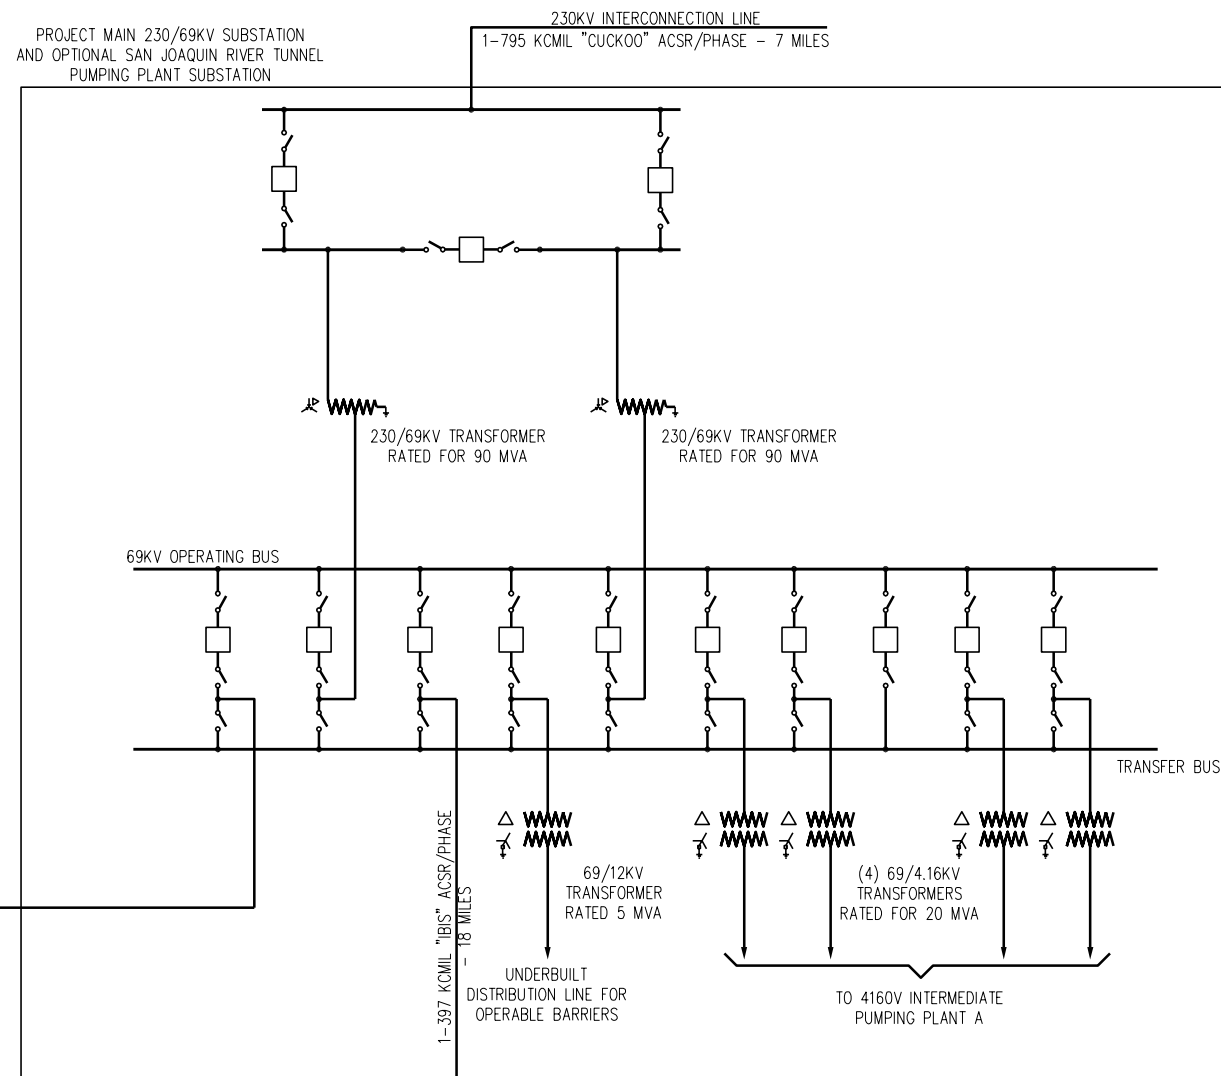 230KV INTERCONNECTION LINE
1-795 KCMIL "CUCKOO" ACSR/PHASE - 7 MILES
PROJECT MAIN 230/69KV SUBSTATION
AND OPTIONAL SAN JOAQUIN RIVER TUNNEL
PUMPING PLANT SUBSTATION
230/69KV TRANSFORMER
RATED FOR 90 MVA
230/69KV TRANSFORMER
RATED FOR 90 MVA
69KV OPERATING BUS
TRANSFER BUS
1-397 KCMIL "IBIS" ACSR/PHASE
- 18 MILES
69/12KV
TRANSFORMER
RATED 5 MVA
(4) 69/4.16KV
TRANSFORMERS
RATED FOR 20 MVA
UNDERBUILT
DISTRIBUTION LINE FOR
OPERABLE BARRIERS
TO 4160V INTERMEDIATE
PUMPING PLANT A